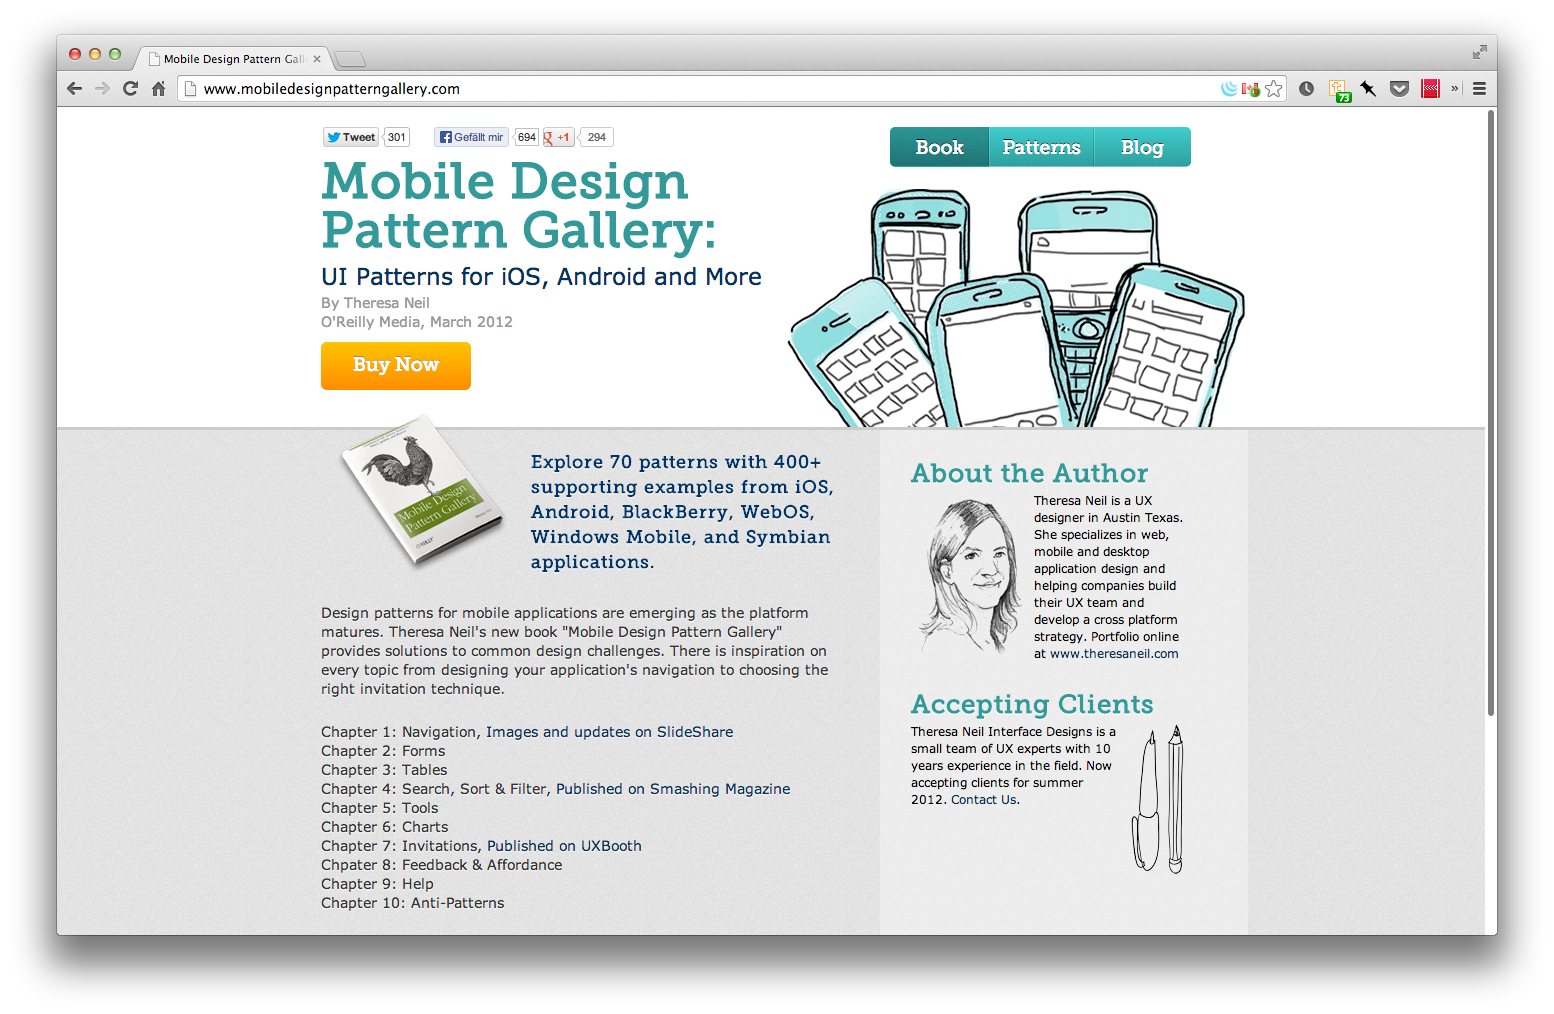 Mobile Design Pattern Gall
www.mobiledesignpatterngallery.com
73
»
Tweet 301 Gefällt mir 694 +1 294
Book Patterns Blog
Mobile Design
Pattern Gallery:
UI Patterns for iOS, Android and More
By Theresa Neil
O'Reilly Media, March 2012
Buy Now
Mobile Design
Pattern Gallery
O'REILLY
Explore 70 patterns with 400+
supporting examples from iOS,
Android, BlackBerry, WebOS,
Windows Mobile, and Symbian
applications.
Design patterns for mobile applications are emerging as the platform
matures. Theresa Neil's new book "Mobile Design Pattern Gallery"
provides solutions to common design challenges. There is inspiration on
every topic from designing your application's navigation to choosing the
right invitation technique.
Chapter 1: Navigation, Images and updates on SlideShare
Chapter 2: Forms
Chapter 3: Tables
Chapter 4: Search, Sort & Filter, Published on Smashing Magazine
Chapter 5: Tools
Chapter 6: Charts
Chapter 7: Invitations, Published on UXBooth
Chpater 8: Feedback & Affordance
Chapter 9: Help
Chapter 10: Anti-Patterns
About the Author
Theresa Neil is a UX
designer in Austin Texas.
She specializes in web,
mobile and desktop
application design and
helping companies build
their UX team and
develop a cross platform
strategy. Portfolio online
at www.theresaneil.com
Accepting Clients
Theresa Neil Interface Designs is a
small team of UX experts with 10
years experience in the field. Now
accepting clients for summer
2012. Contact Us.